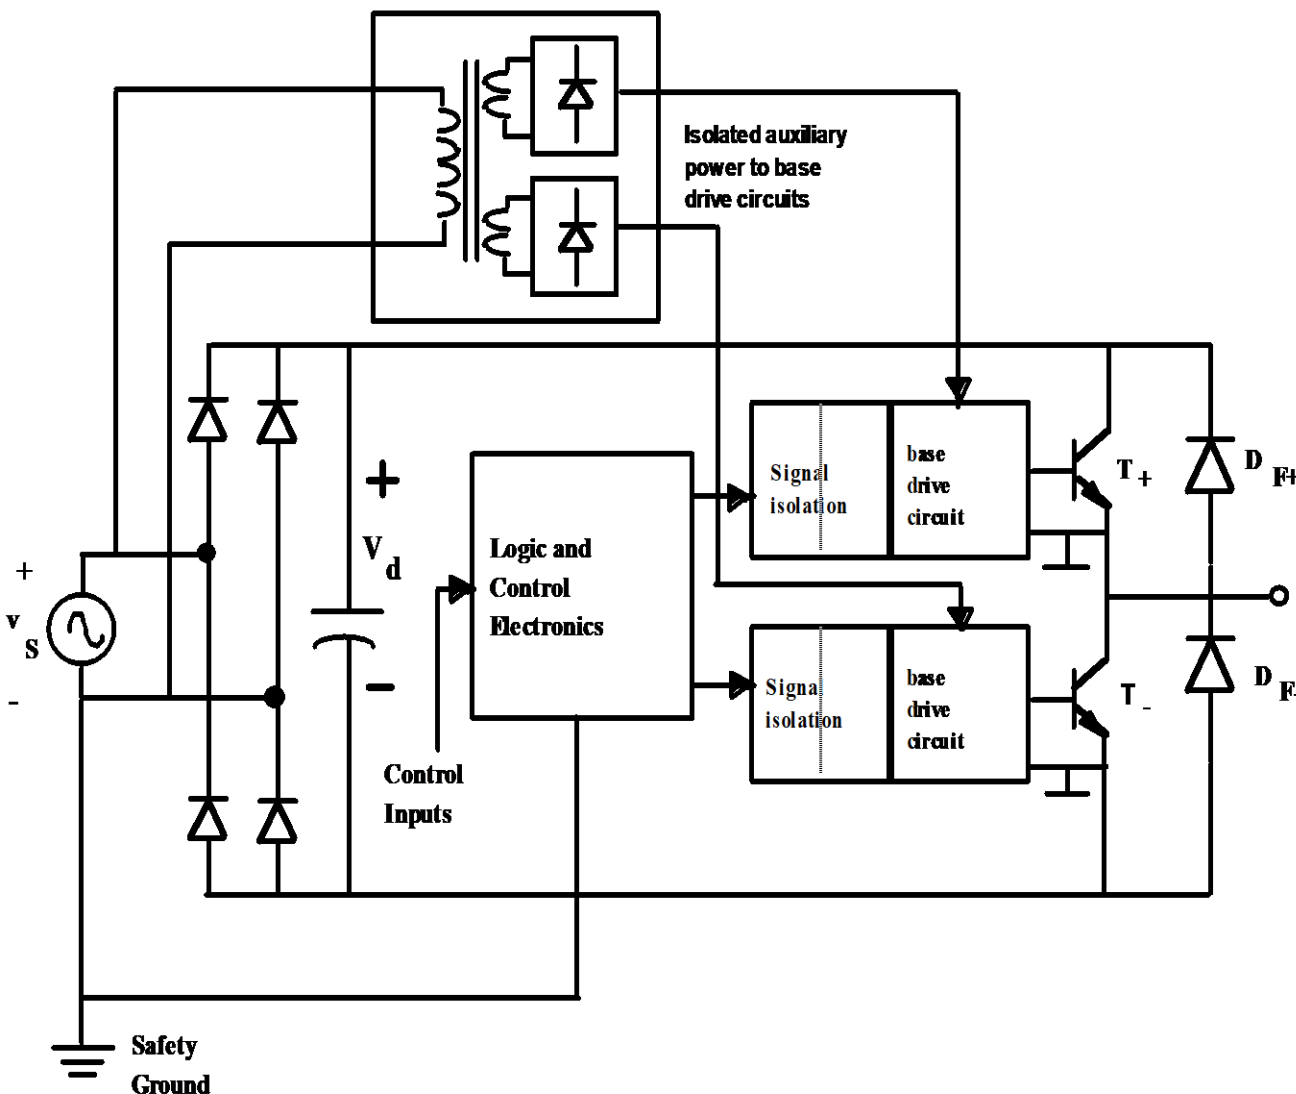 Isolated auxiliary
power to base
drive circuits
Signal
isolation
base
drive
circuit
T +
D F+
+
V d
-
Logic and
Control
Electronics
+
v S
-
Signal
isolation
base
drive
circuit
T -
D F-
Control
Inputs
Safety
Ground